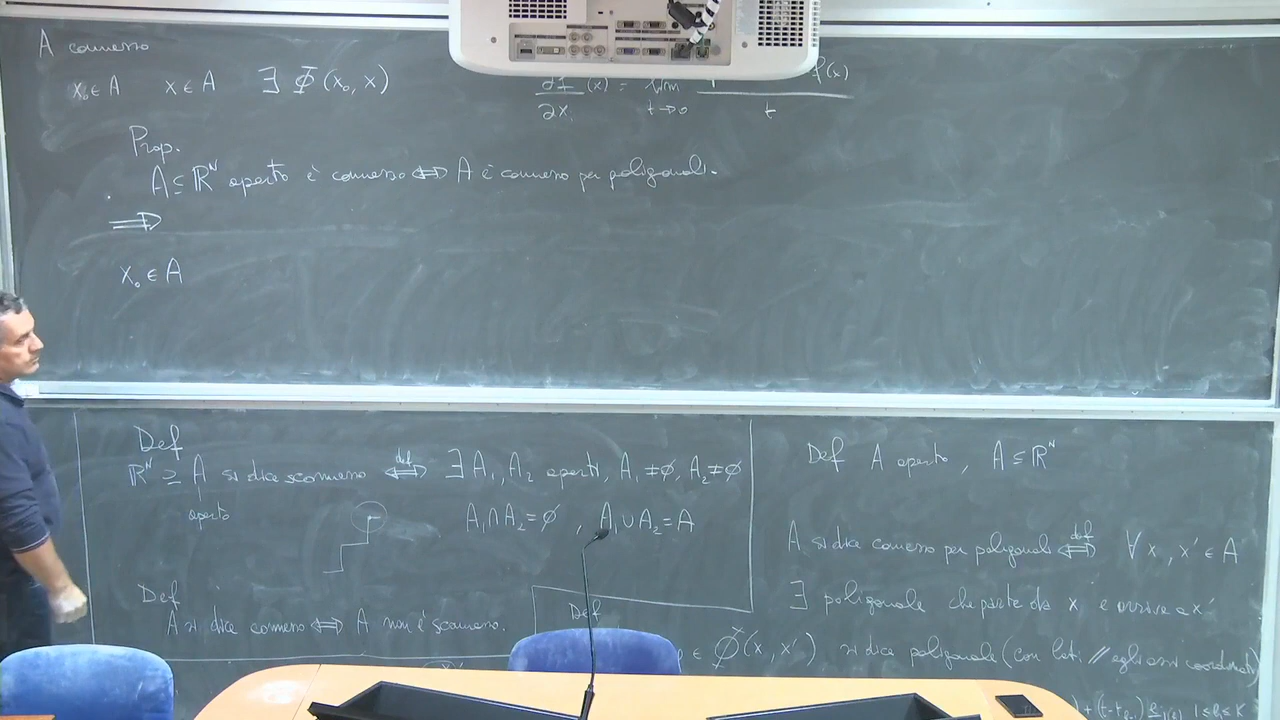 A connesso
x₀ ∈ A x ∈ A ∃ Φ(x₀, x)
(x) = lim f(x)
∂xᵢ t→0 t
Prop.
A ⊆ ℝᴺ aperto è connesso ⟺ A è connesso per poligonali.
⟹
x₀ ∈ A
Def
ℝᴺ ⊇ A si dice sconnesso ⟺ def ∃ A₁, A₂ aperti, A₁ ≠ ∅, A₂ ≠ ∅
aperto A₁ ∩ A₂ = ∅ , A₁ ∪ A₂ = A
Def
A si dice connesso ⟺ A non è sconnesso.
Def
Def A aperto, A ⊆ ℝᴺ
A si dice connesso per poligonali ⟺ def ∀ x, x' ∈ A
∃ poligonale che parte da x e arriva a x'
∈ Φ(x, x') si dice poligonale (con lati // agli assi coordinati)
1 ≤ k ≤ K